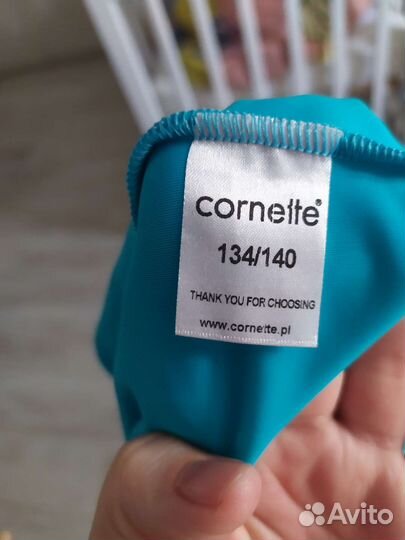 cornette®
134/140
THANK YOU FOR CHOOSING
www.cornette.pl
Avito